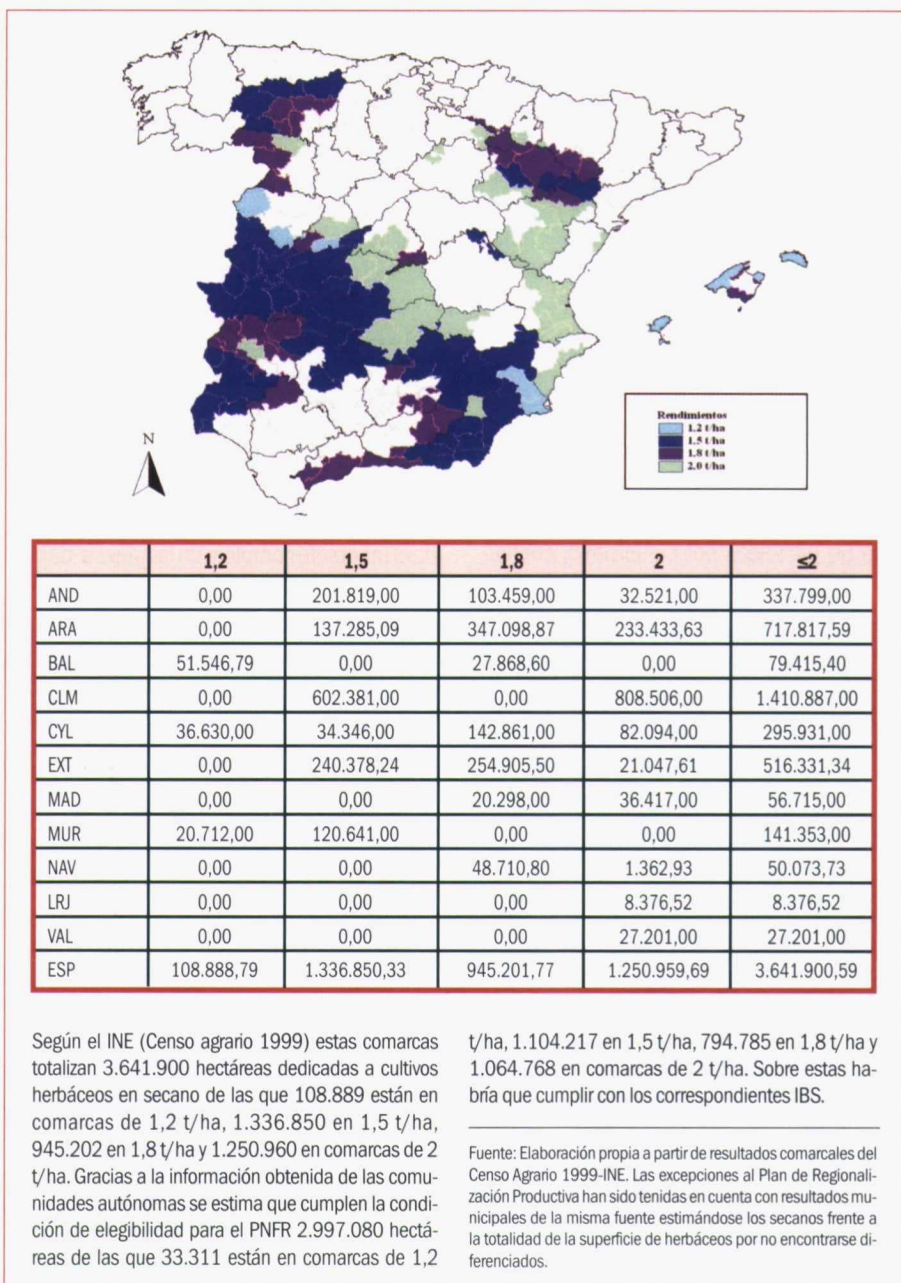 N
Rendimientos
1.2 t/ha
1.5 t/ha
1.8 t/ha
2.0 t/ha
1,2 1,5 1,8 2 ≤2
AND 0,00 201.819,00 103.459,00 32.521,00 337.799,00
ARA 0,00 137.285,09 347.098,87 233.433,63 717.817,59
BAL 51.546,79 0,00 27.868,60 0,00 79.415,40
CLM 0,00 602.381,00 0,00 808.506,00 1.410.887,00
CYL 36.630,00 34.346,00 142.861,00 82.094,00 295.931,00
EXT 0,00 240.378,24 254.905,50 21.047,61 516.331,34
MAD 0,00 0,00 20.298,00 36.417,00 56.715,00
MUR 20.712,00 120.641,00 0,00 0,00 141.353,00
NAV 0,00 0,00 48.710,80 1.362,93 50.073,73
LRJ 0,00 0,00 0,00 8.376,52 8.376,52
VAL 0,00 0,00 0,00 27.201,00 27.201,00
ESP 108.888,79 1.336.850,33 945.201,77 1.250.959,69 3.641.900,59
Según el INE (Censo agrario 1999) estas comarcas
totalizan 3.641.900 hectáreas dedicadas a cultivos
herbáceos en secano de las que 108.889 están en
comarcas de 1,2 t/ha, 1.336.850 en 1,5 t/ha,
945.202 en 1,8 t/ha y 1.250.960 en comarcas de 2
t/ha. Gracias a la información obtenida de las comu-
nidades autónomas se estima que cumplen la condi-
ción de elegibilidad para el PNFR 2.997.080 hectá-
reas de las que 33.311 están en comarcas de 1,2
t/ha, 1.104.217 en 1,5 t/ha, 794.785 en 1,8 t/ha y
1.064.768 en comarcas de 2 t/ha. Sobre estas ha-
bría que cumplir con los correspondientes IBS.
Fuente: Elaboración propia a partir de resultados comarcales del
Censo Agrario 1999-INE. Las excepciones al Plan de Regionali-
zación Productiva han sido tenidas en cuenta con resultados mu-
nicipales de la misma fuente estimándose los secanos frente a
la totalidad de la superficie de herbáceos por no encontrarse di-
ferenciados.